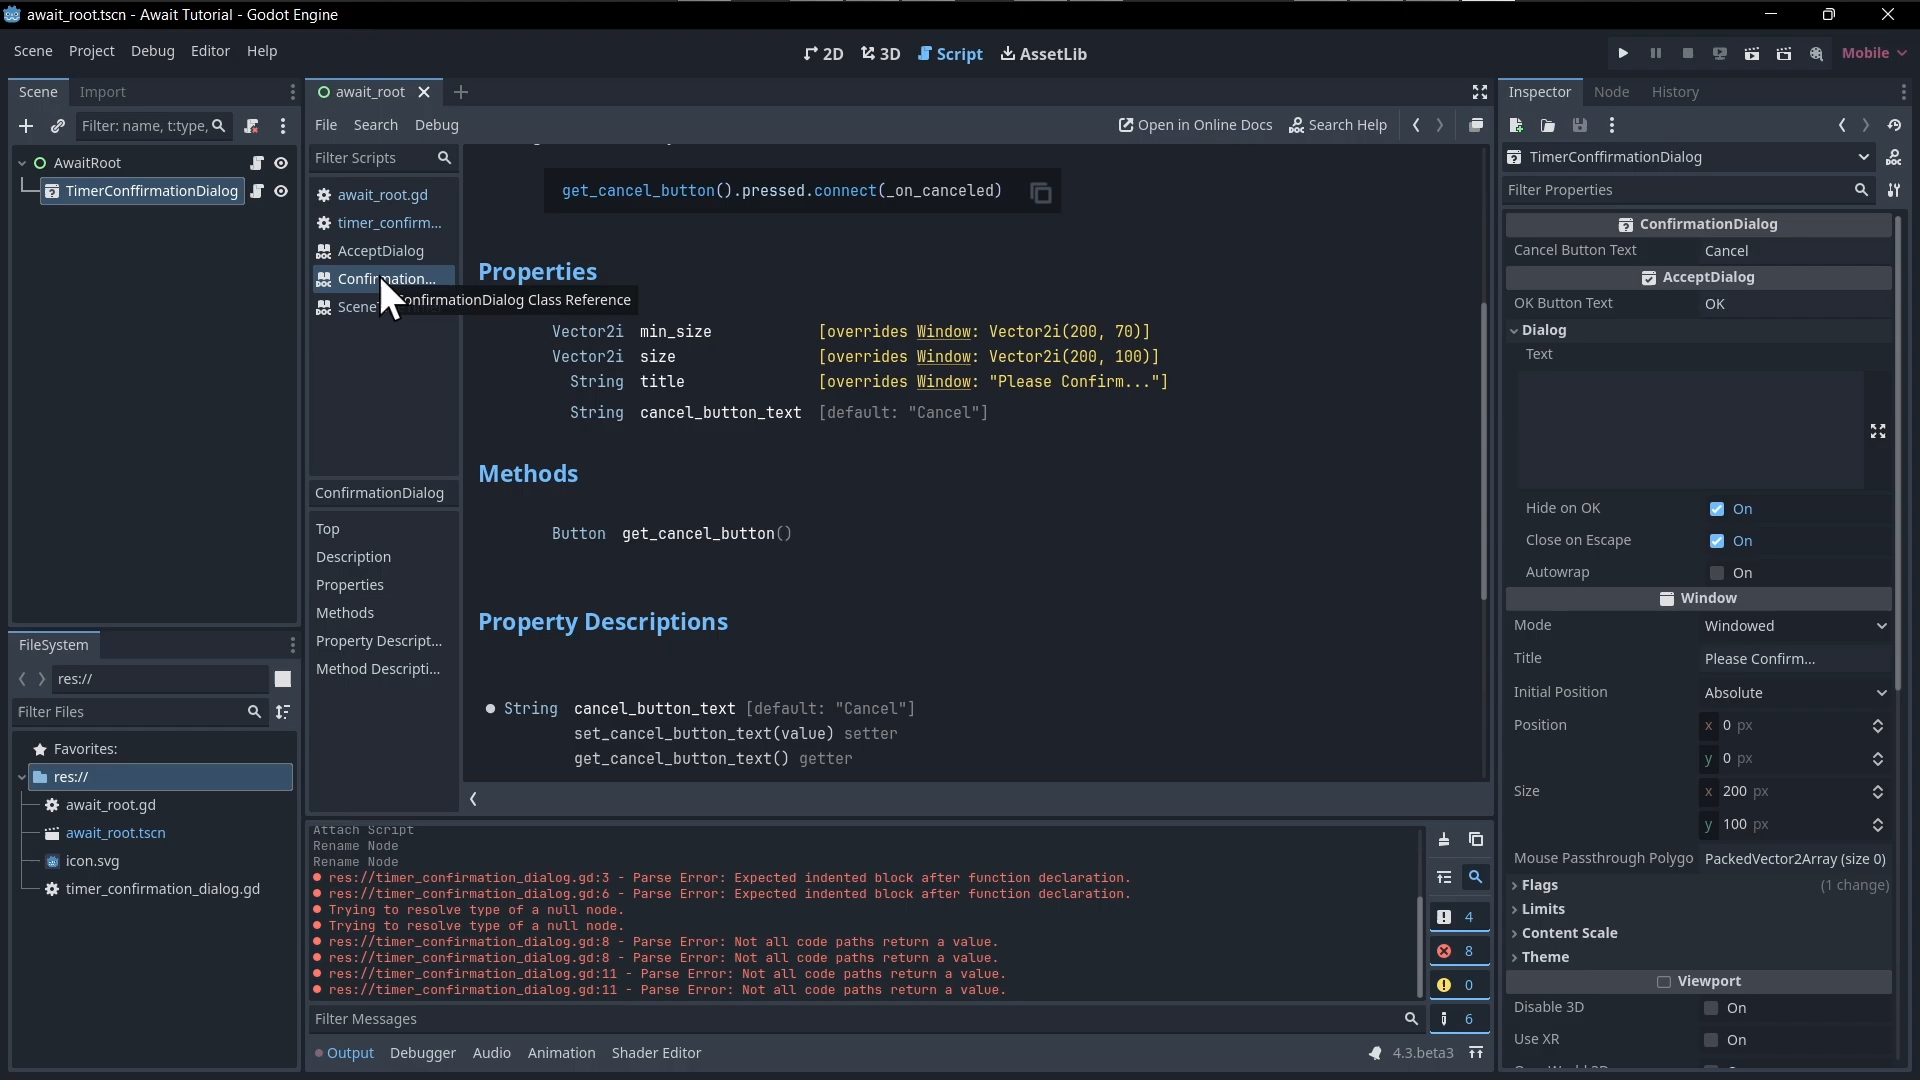 await_root.tscn - Await Tutorial - Godot Engine
Scene Project Debug Editor Help
2D 3D Script AssetLib
Mobile
Scene Import
Filter: name, t:type,
AwaitRoot
TimerConffirmationDialog
await_root
File Search Debug
Open in Online Docs Search Help
Filter Scripts
await_root.gd
timer_confirm...
AcceptDialog
Confirmation...
ConfirmationDialog
Top
Description
Properties
Methods
Property Descript...
Method Descripti...
get_cancel_button().pressed.connect(_on_canceled)
Properties
ConfirmationDialog Class Reference
Vector2i min_size [overrides Window: Vector2i(200, 70)]
Vector2i size [overrides Window: Vector2i(200, 100)]
String title [overrides Window: "Please Confirm..."]
String cancel_button_text [default: "Cancel"]
Methods
Button get_cancel_button()
Property Descriptions
String cancel_button_text [default: "Cancel"]
set_cancel_button_text(value) setter
get_cancel_button_text() getter
FileSystem
res://
Filter Files
Favorites:
res://
await_root.gd
await_root.tscn
icon.svg
timer_confirmation_dialog.gd
Attach Script
Rename Node
Rename Node
res://timer_confirmation_dialog.gd:3 - Parse Error: Expected indented block after function declaration.
res://timer_confirmation_dialog.gd:6 - Parse Error: Expected indented block after function declaration.
Trying to resolve type of a null node.
Trying to resolve type of a null node.
res://timer_confirmation_dialog.gd:8 - Parse Error: Not all code paths return a value.
res://timer_confirmation_dialog.gd:8 - Parse Error: Not all code paths return a value.
res://timer_confirmation_dialog.gd:11 - Parse Error: Not all code paths return a value.
res://timer_confirmation_dialog.gd:11 - Parse Error: Not all code paths return a value.
4
8
0
6
Filter Messages
Output Debugger Audio Animation Shader Editor
4.3.beta3
Inspector Node History
TimerConffirmationDialog
Filter Properties
ConfirmationDialog
Cancel Button Text Cancel
AcceptDialog
OK Button Text OK
Dialog
Text
Hide on OK On
Close on Escape On
Autowrap On
Window
Mode Windowed
Title Please Confirm...
Initial Position Absolute
Position x 0 px
y 0 px
Size x 200 px
y 100 px
Mouse Passthrough Polygo PackedVector2Array (size 0)
Flags (1 change)
Limits
Content Scale
Theme
Viewport
Disable 3D On
Use XR On